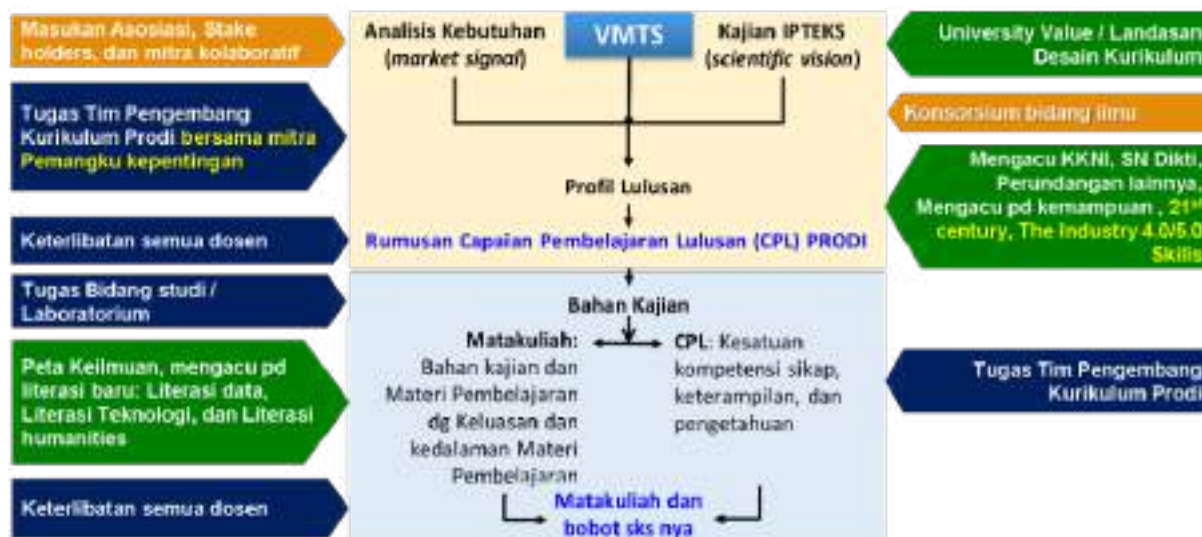 Masukan Asosiasi, Stake
holders, dan mitra kolaboratif
Tugas Tim Pengembang
Kurikulum Prodi bersama mitra
Pemangku kepentingan
Keterlibatan semua dosen
Tugas Bidang studi /
Laboratorium
Peta Keilmuan, mengacu pd
literasi baru: Literasi data,
Literasi Teknologi, dan Literasi
humanities
Keterlibatan semua dosen
Analisis Kebutuhan
(market signal)
VMTS
Kajian IPTEKS
(scientific vision)
Profil Lulusan
Rumusan Capaian Pembelajaran Lulusan (CPL) PRODI
Bahan Kajian
Matakuliah:
Bahan kajian dan
Materi Pembelajaran
dg Keluasan dan
kedalaman Materi
Pembelajaran
CPL: Kesatuan
kompetensi sikap,
keterampilan, dan
pengetahuan
Matakuliah dan
bobot sks nya
University Value / Landasan
Desain Kurikulum
Konsorsium bidang ilmu
Mengacu KKNI, SN Dikti,
Perundangan lainnya,
Mengacu pd kemampuan , 21st
century, The Industry 4.0/5.0
Skills
Tugas Tim Pengembang
Kurikulum Prodi